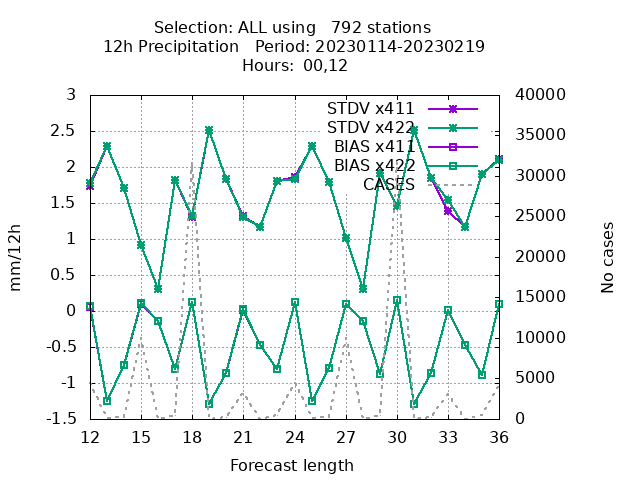 Selection: ALL using   792 stations
12h Precipitation   Period: 20230114-20230219
Hours:  00,12
STDV x411
STDV x422
BIAS x411
BIAS x422
CASES
3
2.5
2
1.5
1
0.5
0
-0.5
-1
-1.5
40000
35000
30000
25000
20000
15000
10000
5000
0
mm/12h
No cases
12 15 18 21 24 27 30 33 36
Forecast length